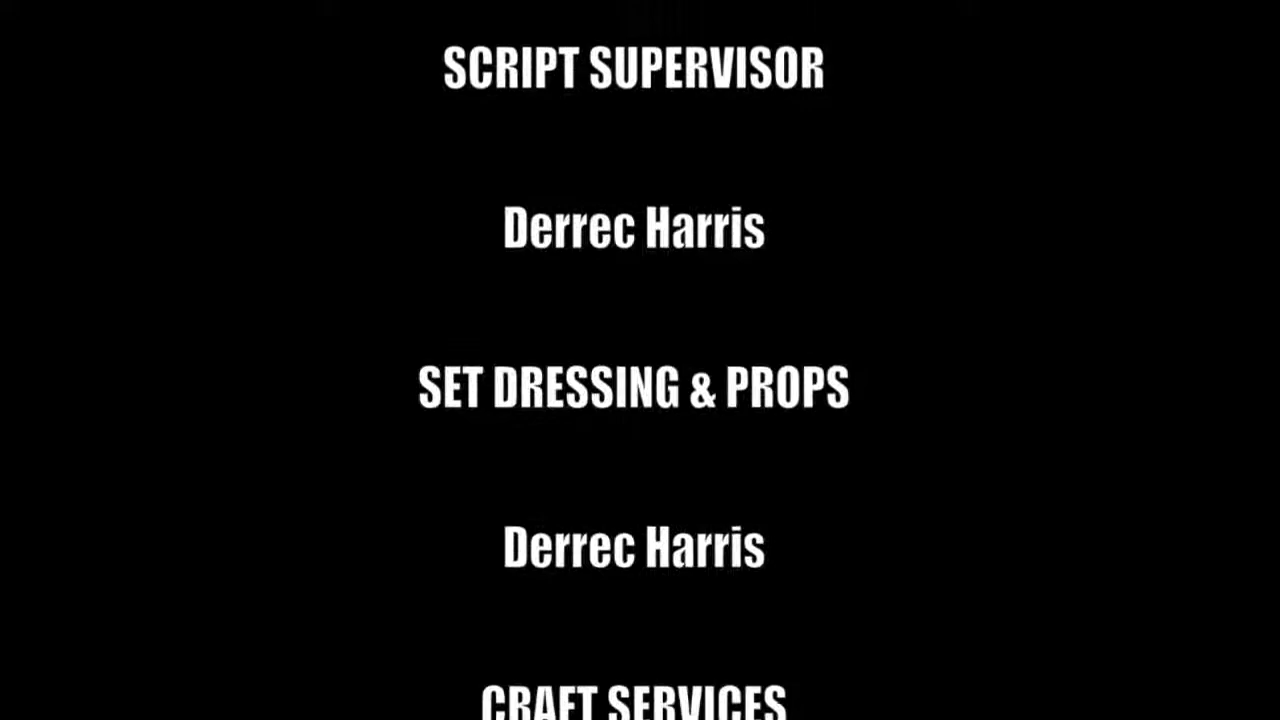 SCRIPT SUPERVISOR
Derrec Harris
SET DRESSING & PROPS
Derrec Harris
CRAFT SERVICES